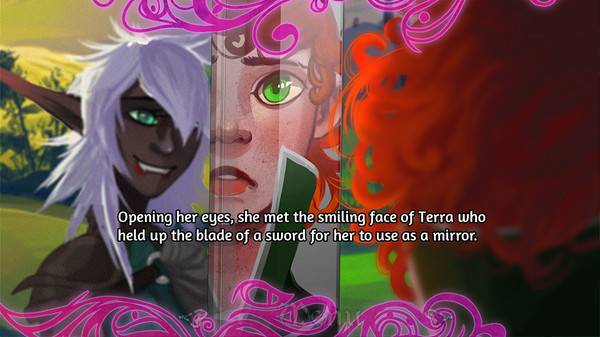 Opening her eyes, she met the smiling face of Terra who
held up the blade of a sword for her to use as a mirror.
Menu